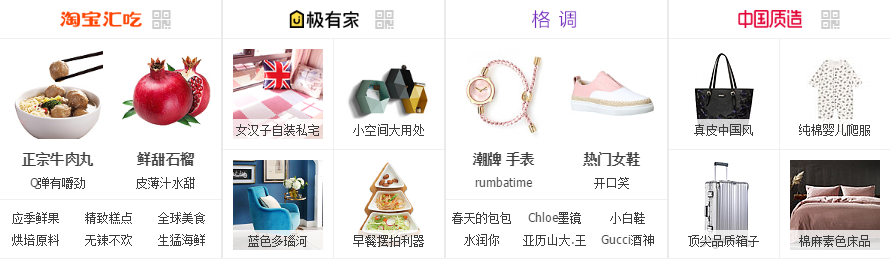 淘宝汇吃
正宗牛肉丸
鲜甜石榴
Q弹有嚼劲
皮薄汁水甜
应季鲜果
精致糕点
全球美食
烘培原料
无辣不欢
生猛海鲜
极有家
女汉子自装私宅
小空间大用处
蓝色多瑙河
早餐摆拍利器
格调
潮牌 手表
热门女鞋
rumbatime
开口笑
春天的包包
Chloe墨镜
小白鞋
水润你
亚历山大.王
Gucci酒神
中国质造
真皮中国风
纯棉婴儿爬服
顶尖品质箱子
棉麻素色床品